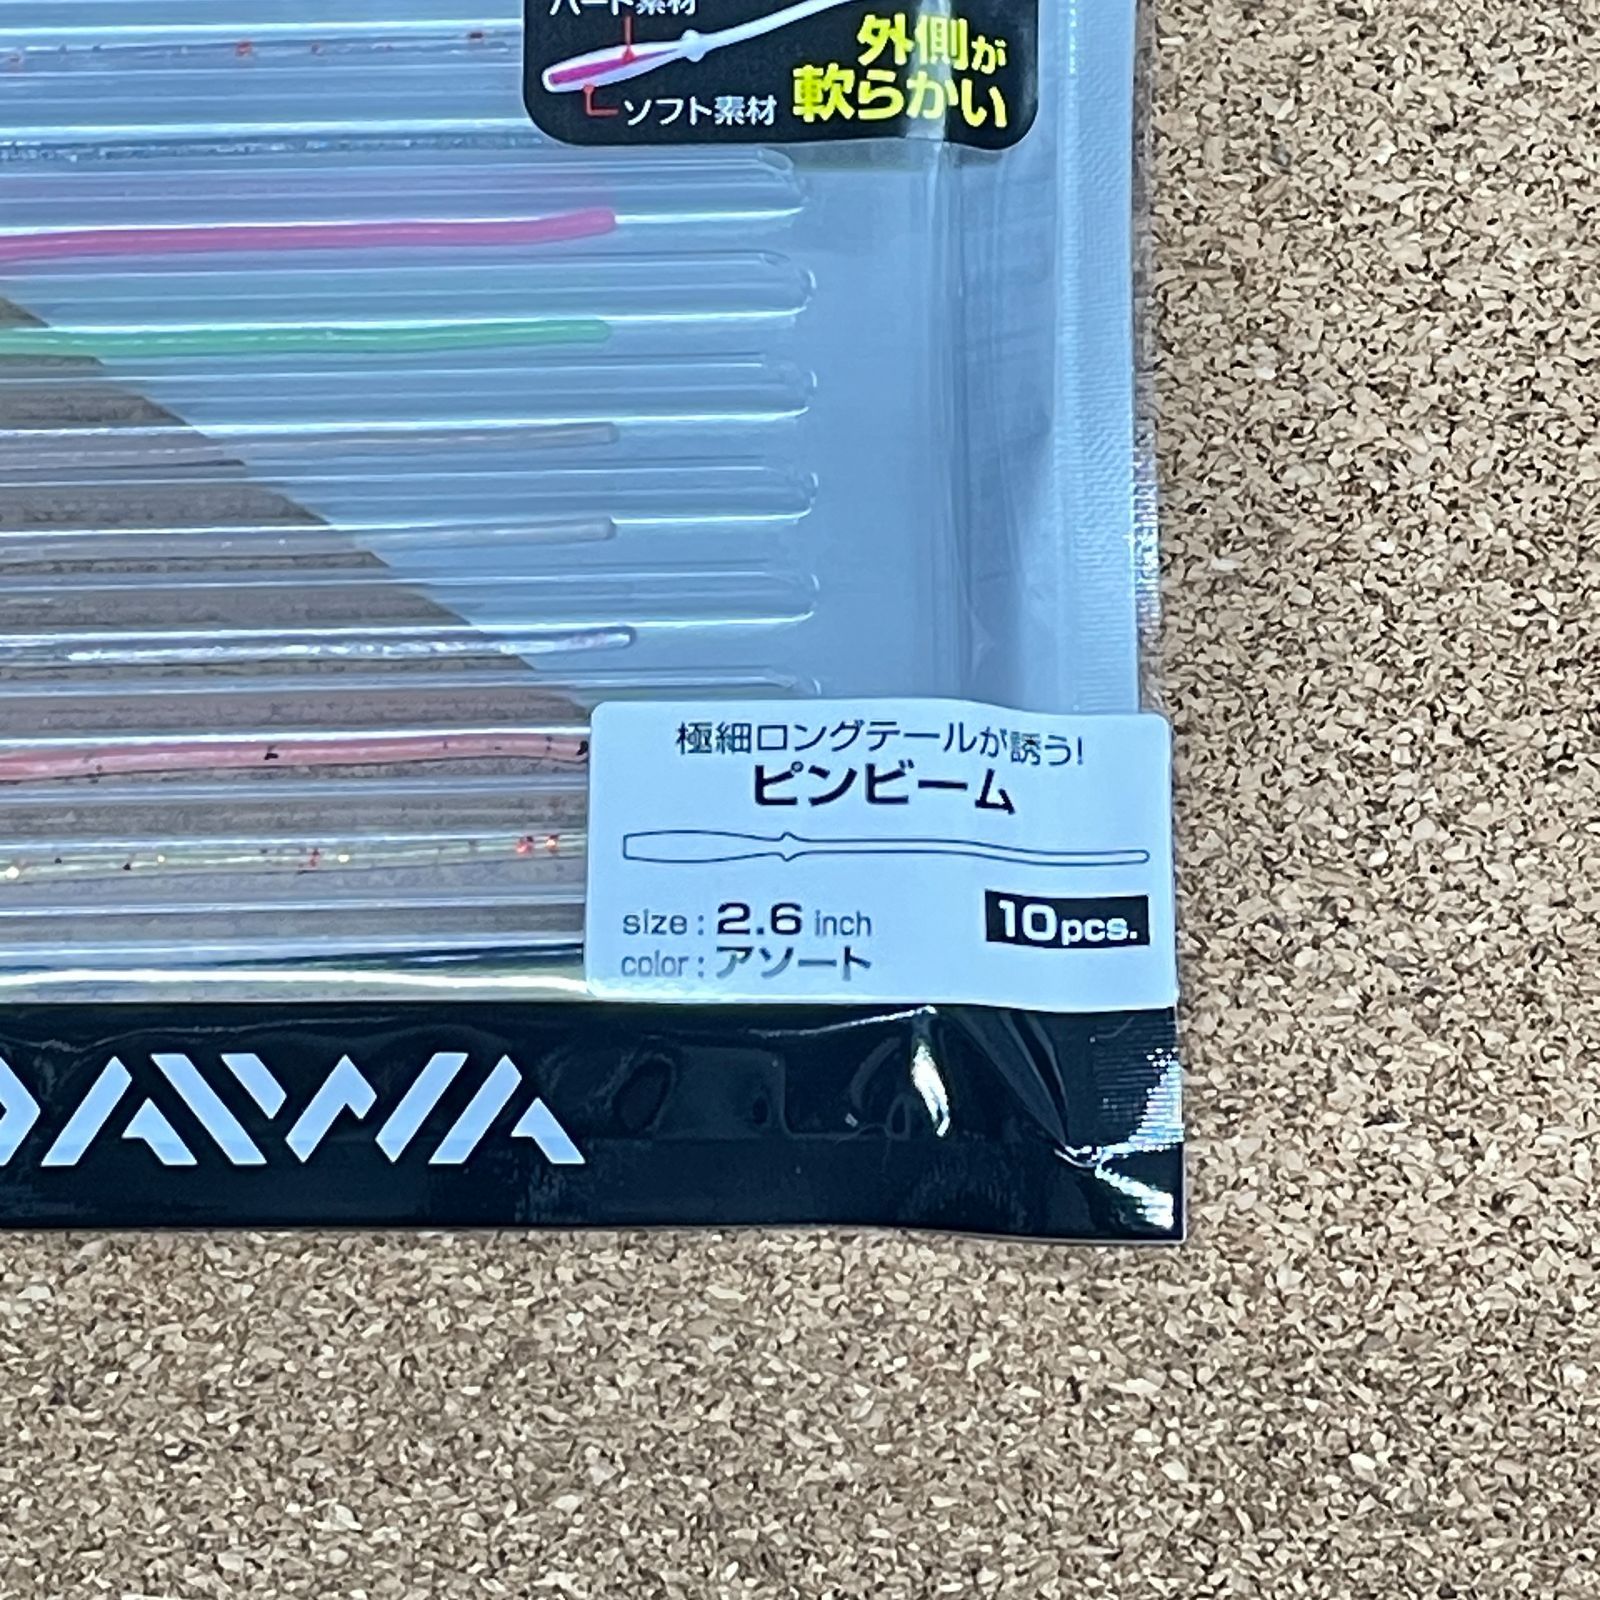 ハード素材
外側が
軟らかい
ソフト素材
極細ロングテールが誘う!
ピンビーム
size : 2.6 inch
10pcs.
color : アソート
DAIWA